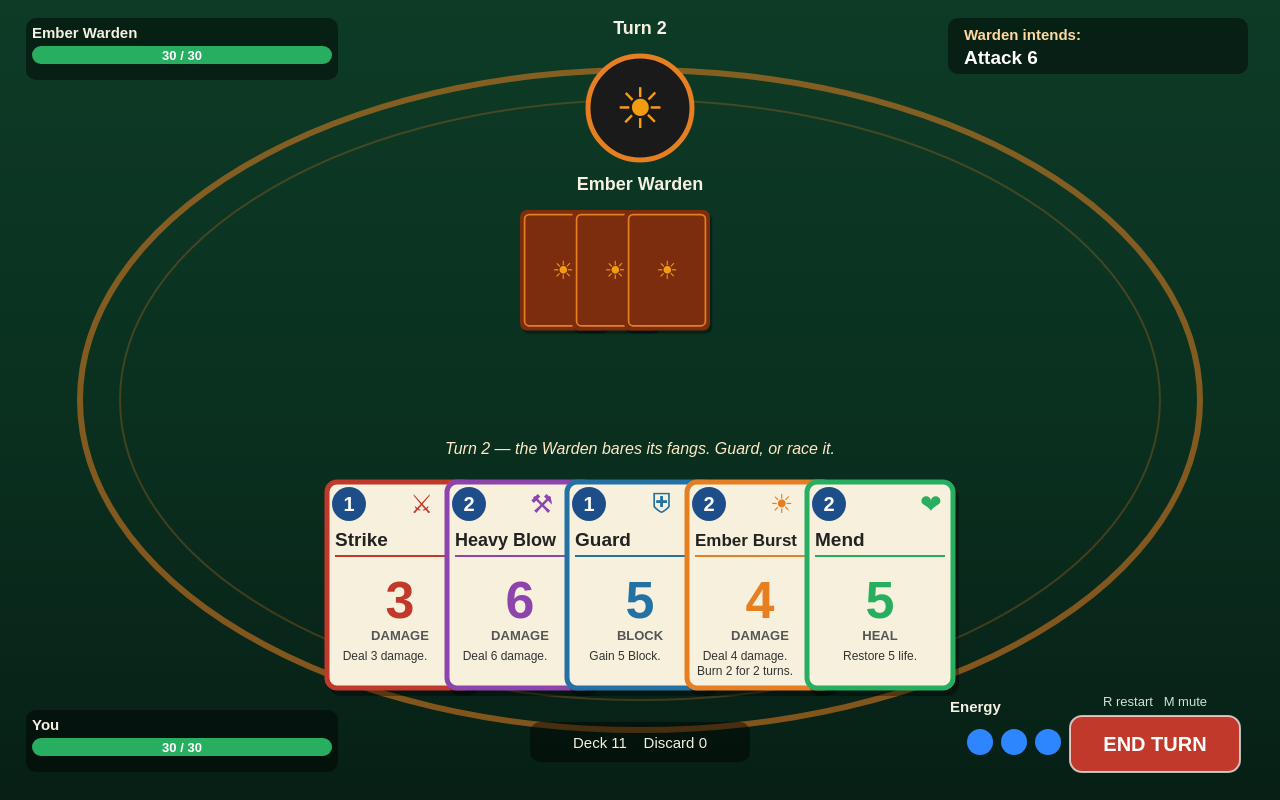 Ember Warden
30 / 30
Turn 2
Warden intends:
Attack 6
Ember Warden
Turn 2 — the Warden bares its fangs. Guard, or race it.
1
Strike
3
DAMAGE
Deal 3 damage.
2
Heavy Blow
6
DAMAGE
Deal 6 damage.
1
Guard
5
BLOCK
Gain 5 Block.
2
Ember Burst
4
DAMAGE
Deal 4 damage.
Burn 2 for 2 turns.
2
Mend
5
HEAL
Restore 5 life.
You
30 / 30
Deck 11 Discard 0
Energy
R restart M mute
END TURN